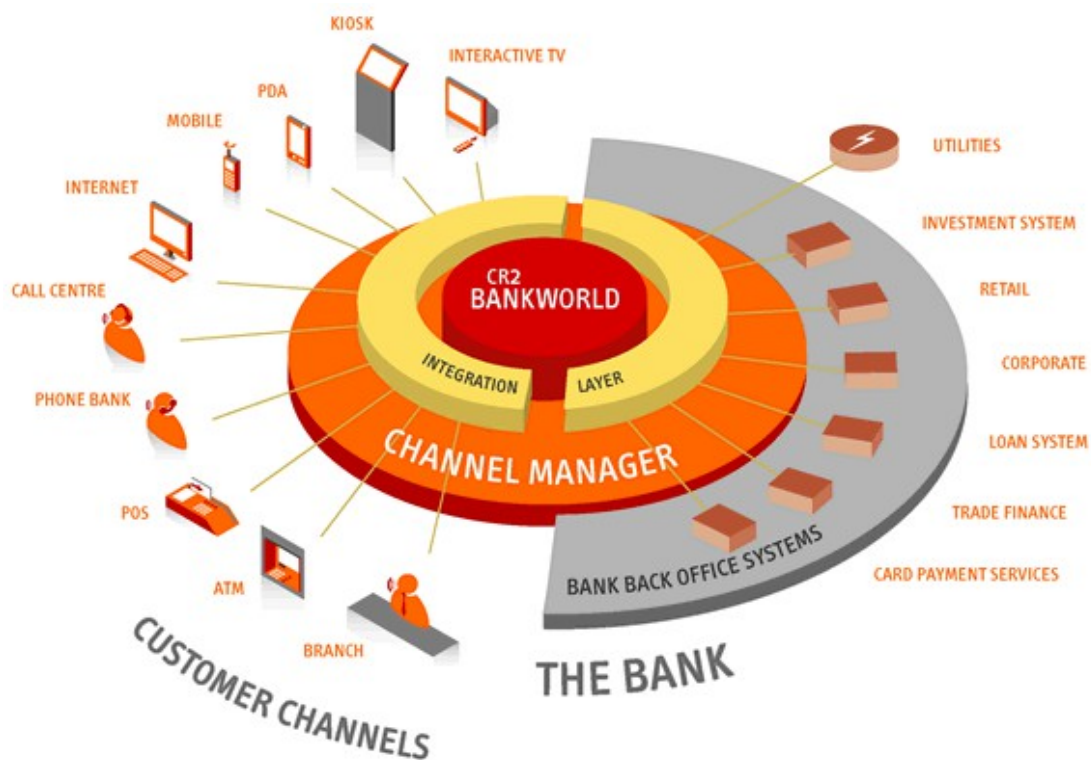 KIOSK
INTERACTIVE TV
PDA
MOBILE
INTERNET
CALL CENTRE
PHONE BANK
POS
ATM
BRANCH
CUSTOMER CHANNELS
CR2
BANKWORLD
INTEGRATION LAYER
CHANNEL MANAGER
UTILITIES
INVESTMENT SYSTEM
RETAIL
CORPORATE
LOAN SYSTEM
TRADE FINANCE
CARD PAYMENT SERVICES
BANK BACK OFFICE SYSTEMS
THE BANK